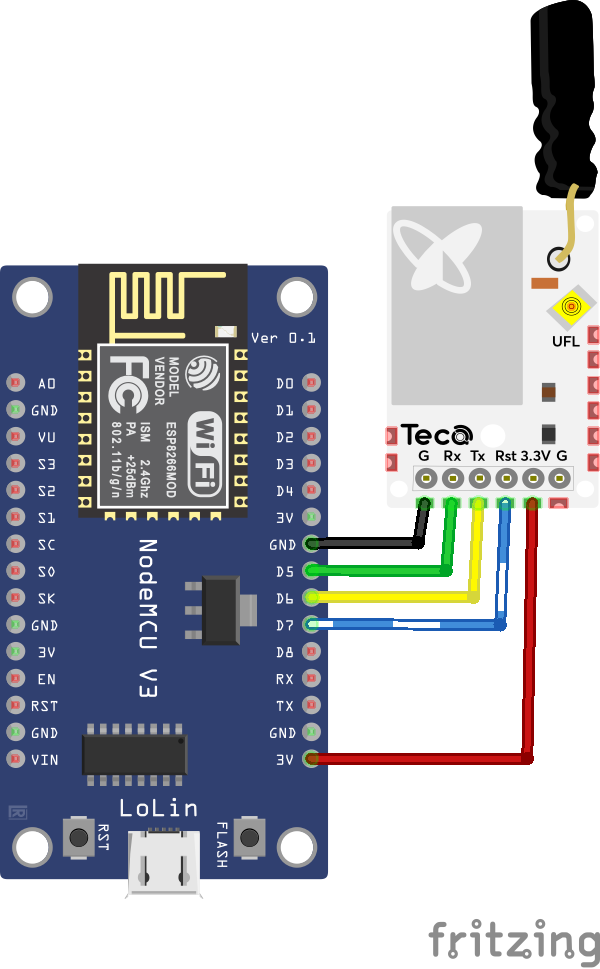 UFL
Teco
G Rx Tx Rst 3.3V G
Ver 0.1
MODEL
VENDOR
FC
ISM 2.4Ghz
PA +25dBm
802.11b/g/n
ESP8266MOD
WiFi
A0
GND
VU
S3
S2
S1
SC
S0
SK
GND
3V
EN
RST
GND
VIN
D0
D1
D2
D3
D4
3V
GND
D5
D6
D7
D8
RX
TX
GND
3V
NodeMCU V3
LoLin
RST
FLASH
fritzing